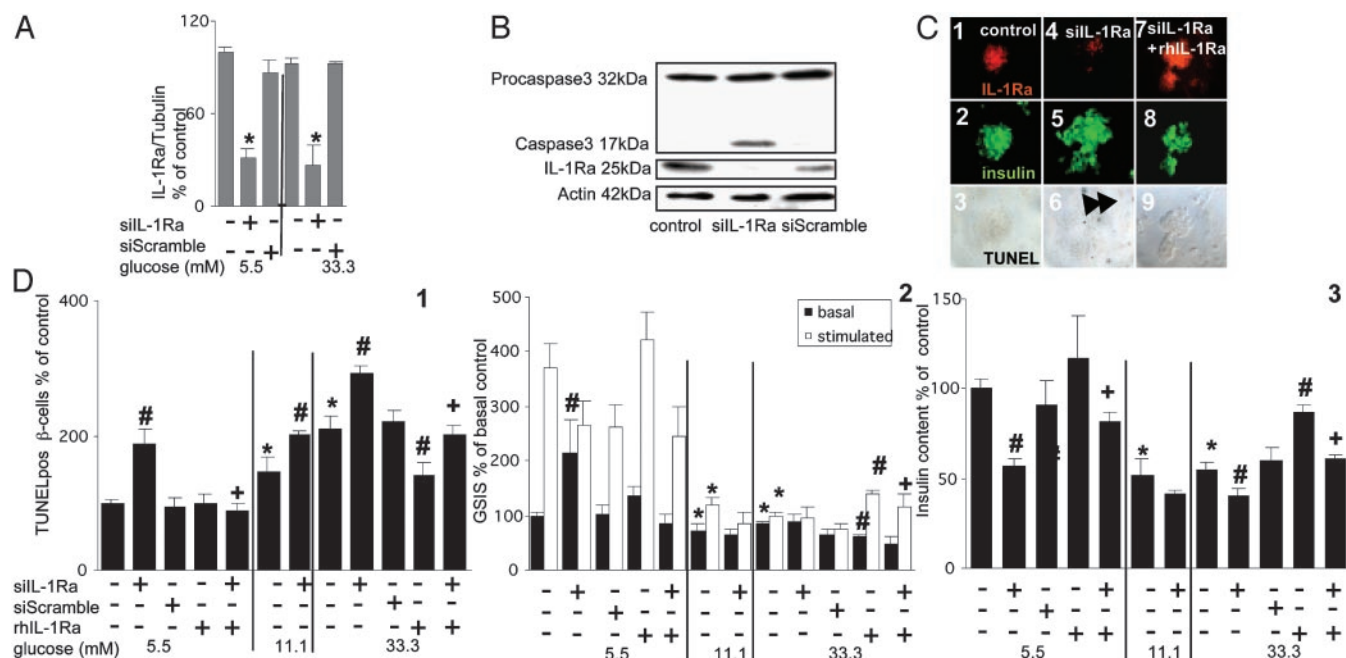 A
IL-1Ra/Tubulin
% of control
120
60
0
* *
siIL-1Ra - + - - + -
siScramble - - + - - +
glucose (mM) 5.5 33.3
B
Procaspase3 32kDa
Caspase3 17kDa
IL-1Ra 25kDa
Actin 42kDa
control siIL-1Ra siScramble
C
1 control 4 siIL-1Ra 7 siIL-1Ra
+ rhIL-1Ra
IL-1Ra
2 5 8
insulin
3 6 9
TUNEL
D
1
TUNELpos β-cells % of control
400
200
0
# + * # * # # +
siIL-1Ra - + - - + - + - + - - +
siScramble - - + - - - - - - + - -
rhIL-1Ra - - - + + - - - - - + +
glucose (mM) 5.5 11.1 33.3
2
basal
stimulated
GSIS % of basal control
500
400
300
200
100
0
# * * * * # # +
- + - - + - + - + - - +
- - + - - - - - - + - -
- - - + + - - - - - + +
5.5 11.1 33.3
3
Insulin content % of control
150
100
50
0
# + * * # # +
- + - - + - + - + - - +
- - + - - - - - - + - -
- - - + + - - - - - + +
5.5 11.1 33.3